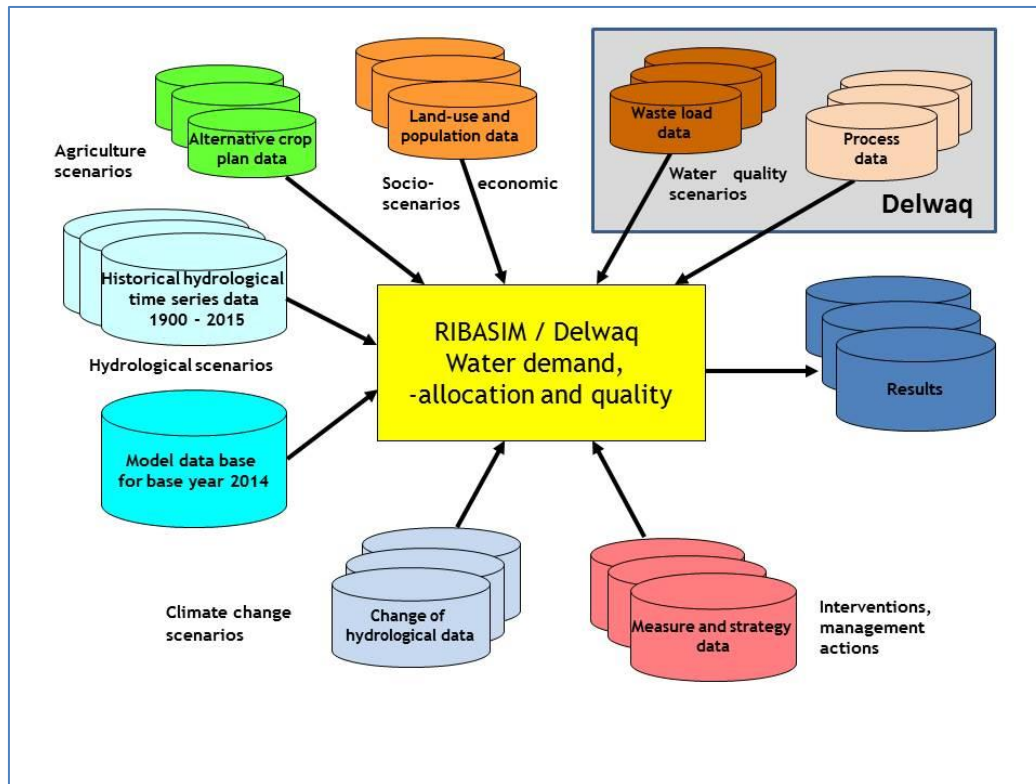 Agriculture
scenarios
Alternative crop
plan data
Land-use and
population data
Socio- economic
scenarios
Waste load
data
Process
data
Water quality
scenarios
Delwaq
Historical hydrological
time series data
1900 - 2015
Hydrological scenarios
RIBASIM / Delwaq
Water demand,
-allocation and quality
Results
Model data base
for base year 2014
Climate change
scenarios
Change of
hydrological data
Measure and strategy
data
Interventions,
management
actions